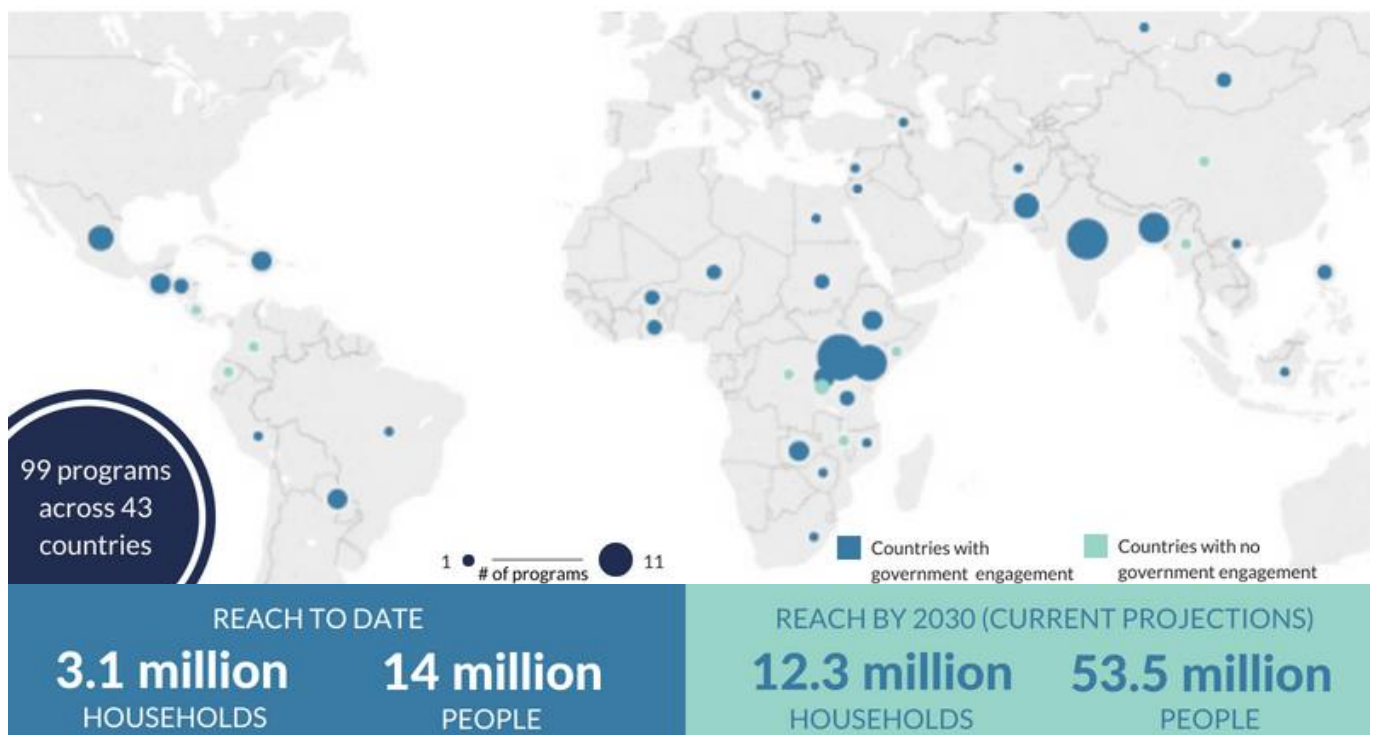 99 programs
across 43
countries
1
# of programs
11
Countries with
government engagement
Countries with no
government engagement
REACH TO DATE
3.1 million
HOUSEHOLDS
14 million
PEOPLE
REACH BY 2030 (CURRENT PROJECTIONS)
12.3 million
HOUSEHOLDS
53.5 million
PEOPLE